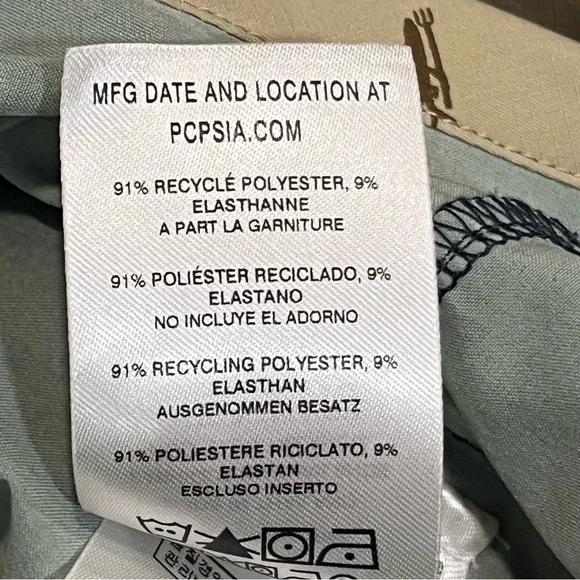 MFG DATE AND LOCATION AT
PCPSIA.COM
91% RECYCLÉ POLYESTER, 9%
ELASTHANNE
A PART LA GARNITURE
91% POLIÉSTER RECICLADO, 9%
ELASTANO
NO INCLUYE EL ADORNO
91% RECYCLING POLYESTER, 9%
ELASTHAN
AUSGENOMMEN BESATZ
91% POLIESTERE RICICLATO, 9%
ELASTAN
ESCLUSO INSERTO